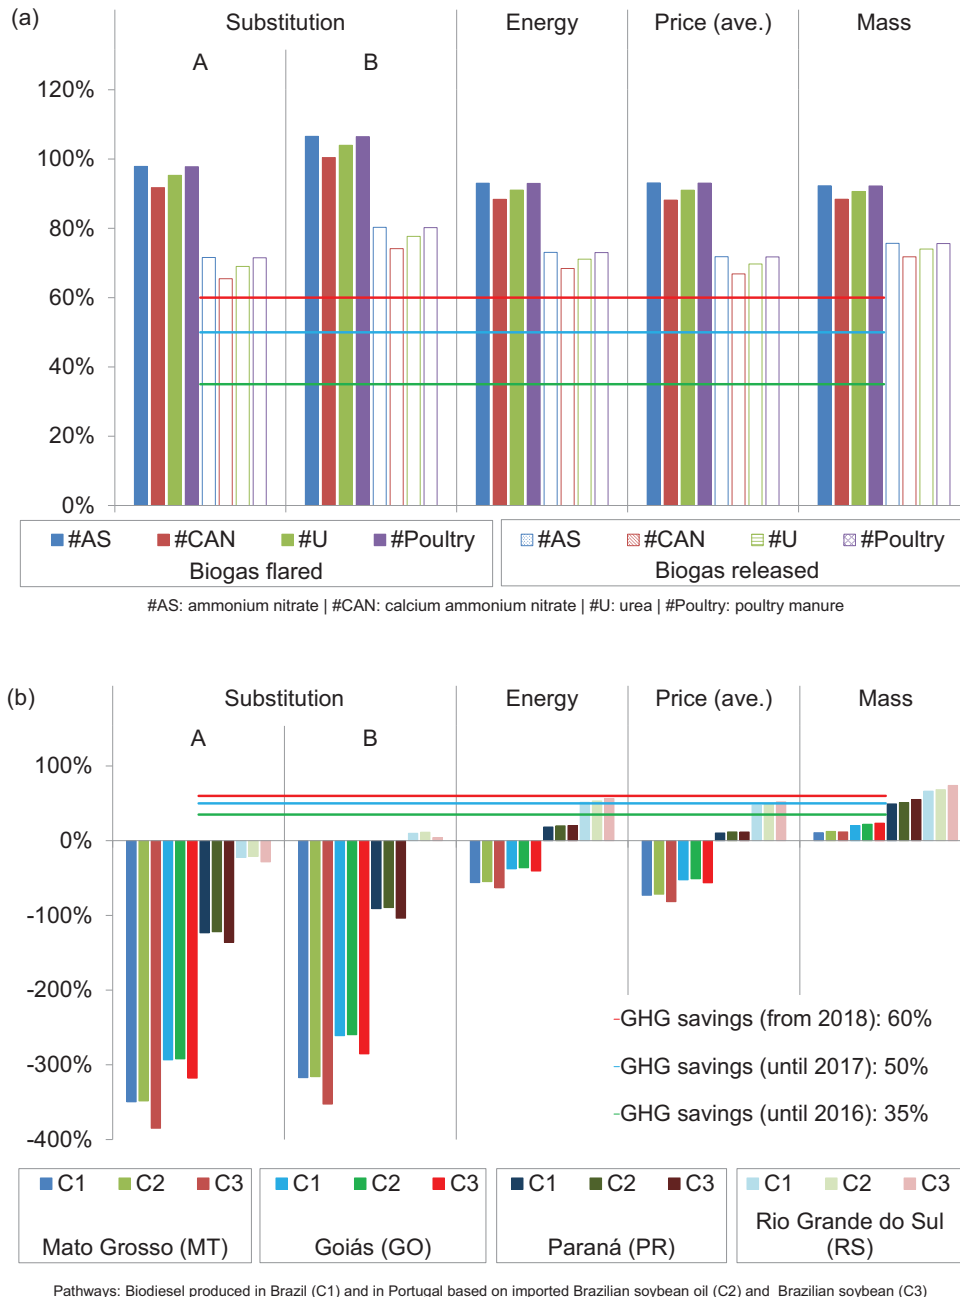 (a)
Substitution Energy Price (ave.) Mass
A B
120%
100%
80%
60%
40%
20%
0%
#AS #CAN #U #Poultry
Biogas flared
#AS #CAN #U #Poultry
Biogas released
#AS: ammonium nitrate | #CAN: calcium ammonium nitrate | #U: urea | #Poultry: poultry manure
(b)
Substitution Energy Price (ave.) Mass
A B
100%
0%
-100%
-200%
-300%
-400%
GHG savings (from 2018): 60%
GHG savings (until 2017): 50%
GHG savings (until 2016): 35%
C1 C2 C3
Mato Grosso (MT)
C1 C2 C3
Goiás (GO)
C1 C2 C3
Paraná (PR)
C1 C2 C3
Rio Grande do Sul
(RS)
Pathways: Biodiesel produced in Brazil (C1) and in Portugal based on imported Brazilian soybean oil (C2) and Brazilian soybean (C3)